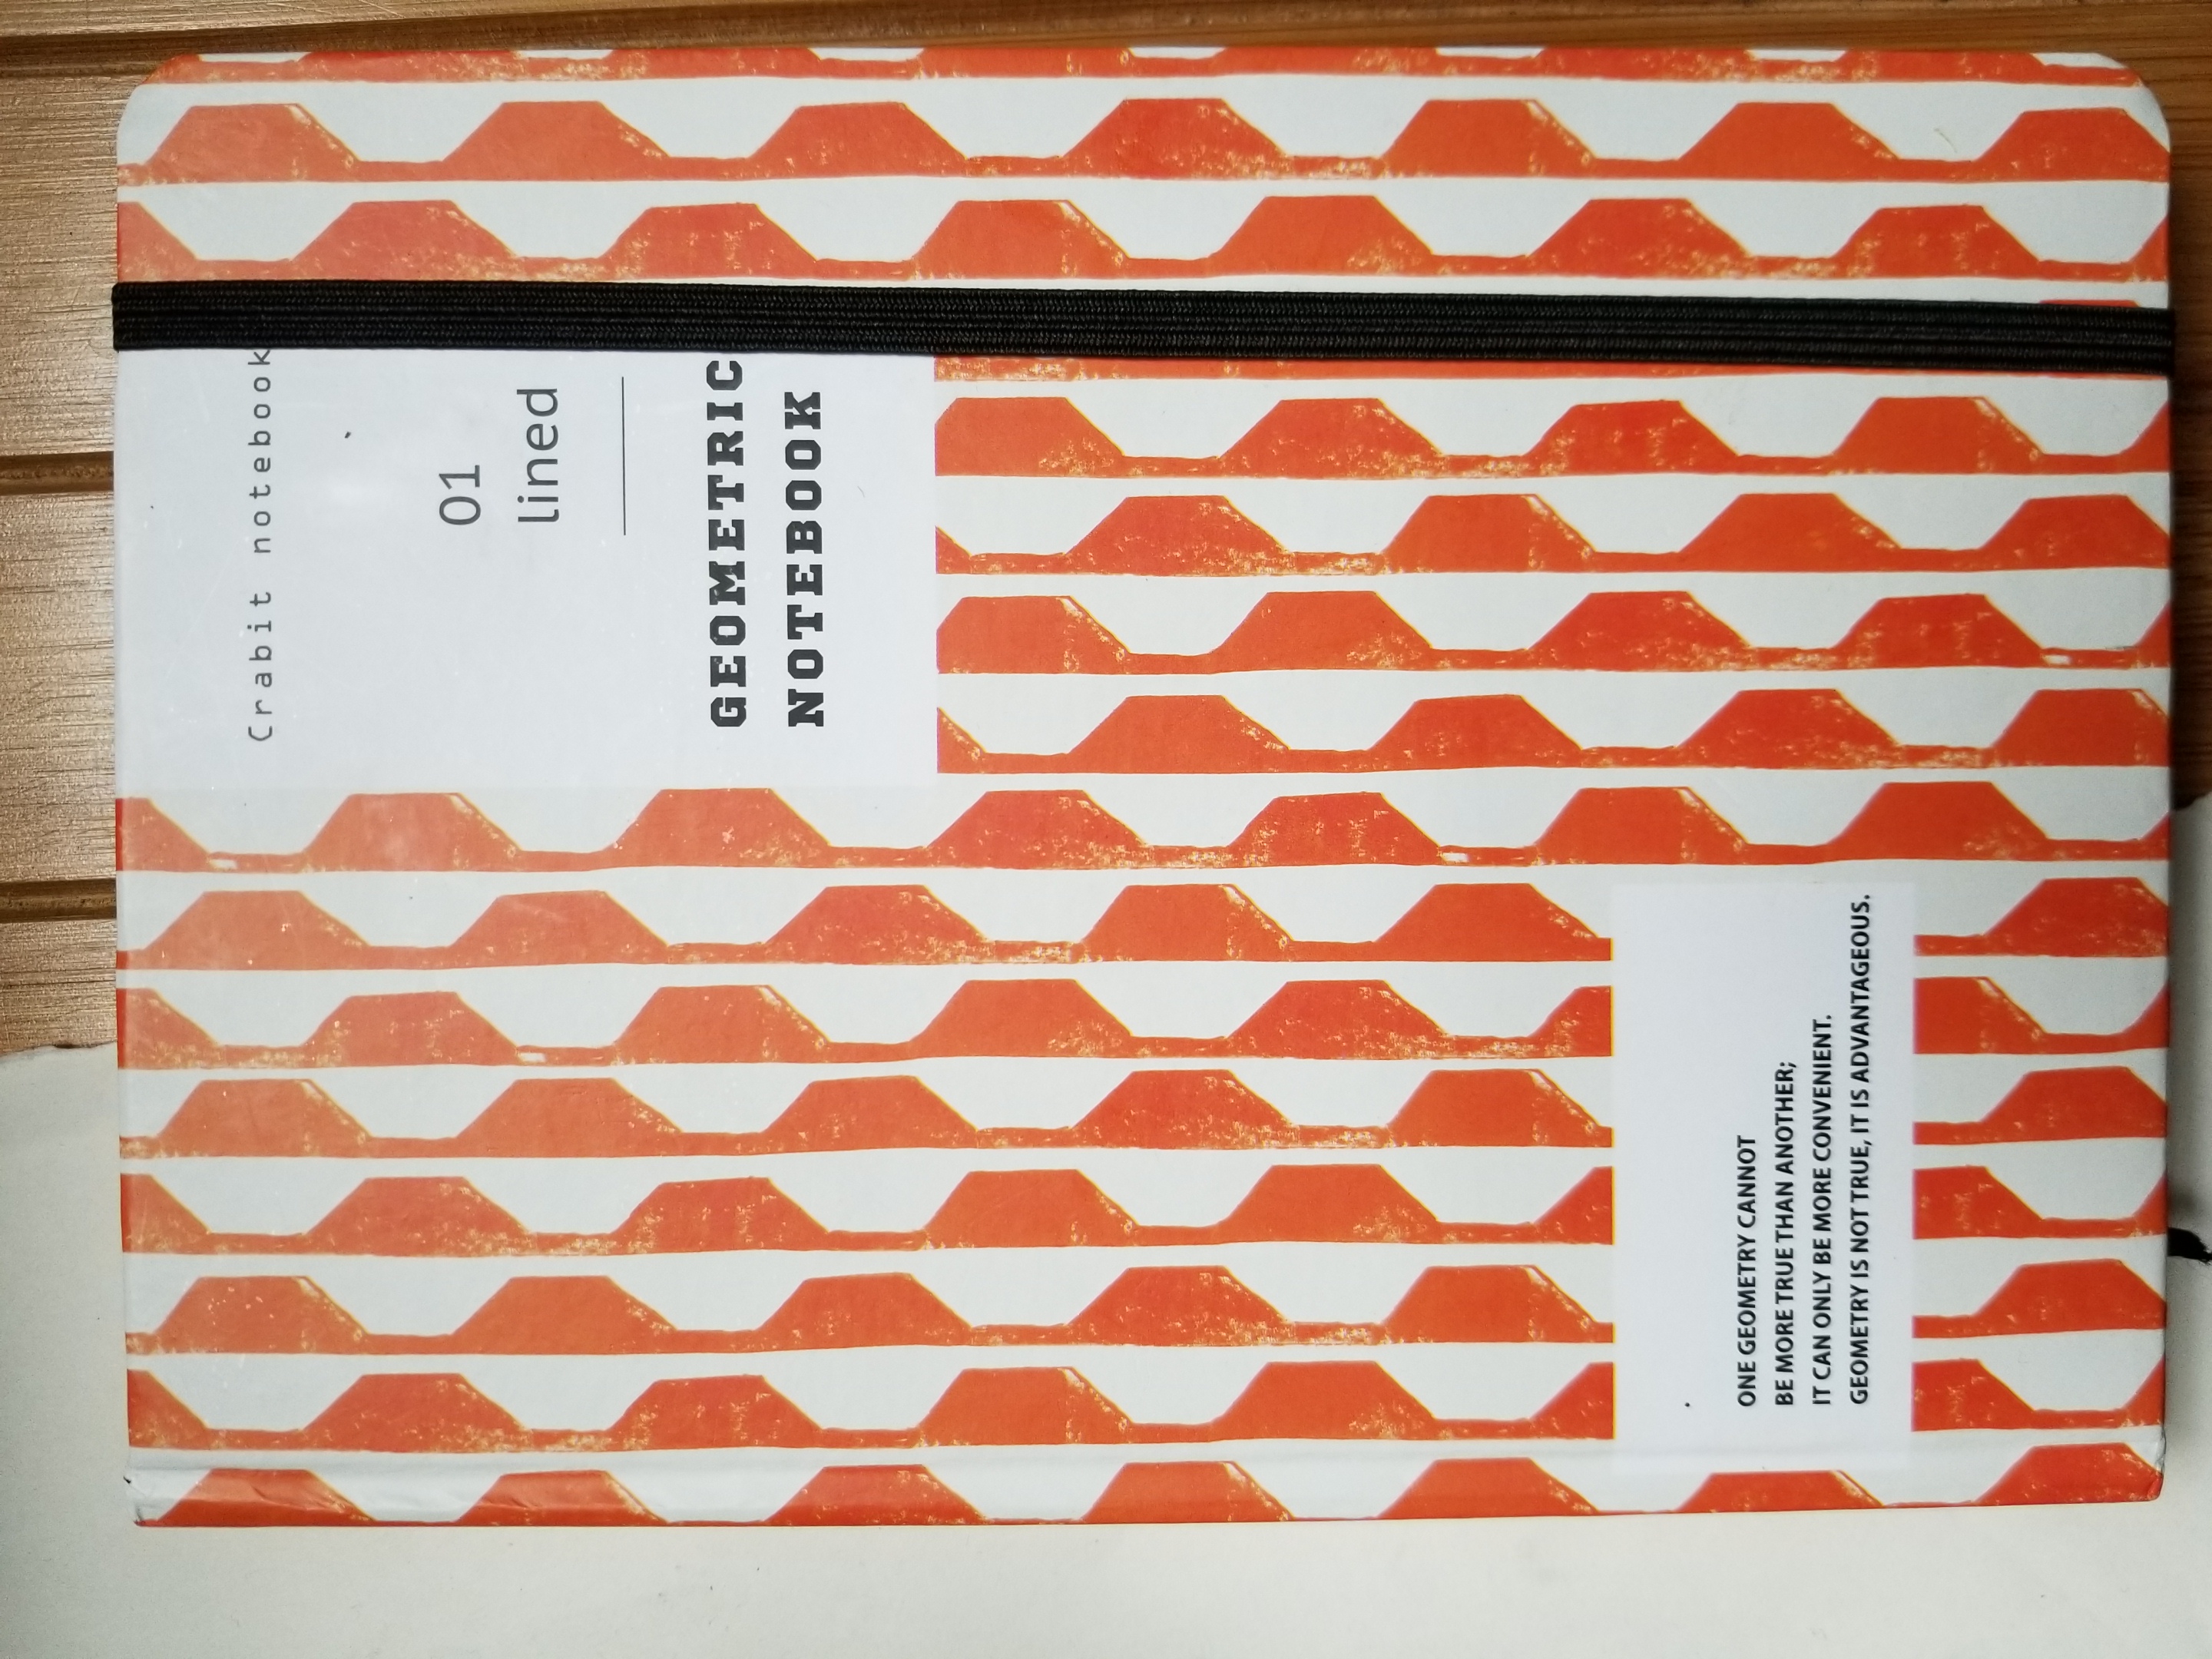 Crabit notebook
01
lined
GEOMETRIC
NOTEBOOK
ONE GEOMETRY CANNOT
BE MORE TRUE THAN ANOTHER;
IT CAN ONLY BE MORE CONVENIENT.
GEOMETRY IS NOT TRUE, IT IS ADVANTAGEOUS.